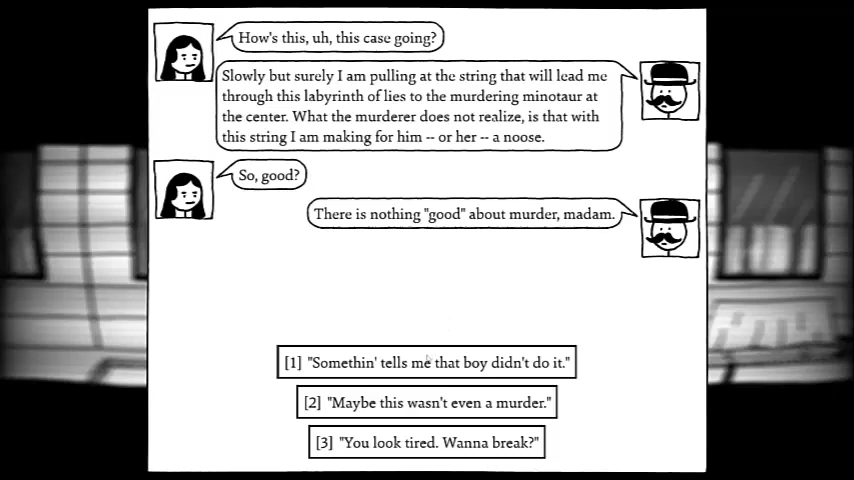 How's this, uh, this case going?
Slowly but surely I am pulling at the string that will lead me
through this labyrinth of lies to the murdering minotaur at
the center. What the murderer does not realize, is that with
this string I am making for him -- or her -- a noose.
So, good?
There is nothing "good" about murder, madam.
[1] "Somethin' tells me that boy didn't do it."
[2] "Maybe this wasn't even a murder."
[3] "You look tired. Wanna break?"